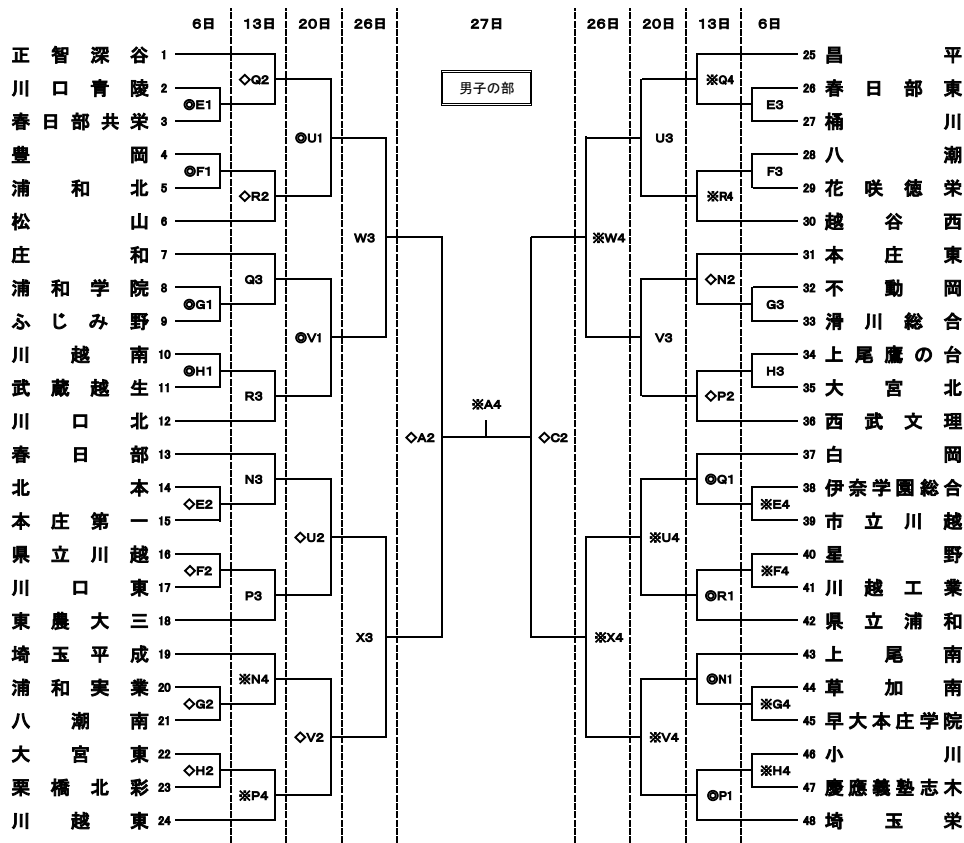 6日 13日 20日 26日 27日 26日 20日 13日 6日
男子の部
正智深谷 1
川口青陵 2
春日部共栄 3
豊岡 4
浦和北 5
松山 6
庄和 7
浦和学院 8
ふじみ野 9
川越南 10
武蔵越生 11
川口北 12
春日部 13
北本 14
本庄第一 15
県立川越 16
川口東 17
東農大三 18
埼玉平成 19
浦和実業 20
八潮南 21
大宮東 22
栗橋北彩 23
川越東 24
◎E1
◎F1
◎G1
◎H1
◇E2
◇F2
◇G2
◇H2
◇Q2
◇R2
Q3
R3
N3
P3
※N4
※P4
◎U1
◎V1
◇U2
◇V2
W3
X3
◇A2
※A4
◇C2
※W4
※X4
U3
V3
※U4
※V4
※Q4
※R4
◇N2
◇P2
◎Q1
◎R1
◎N1
◎P1
E3
F3
G3
H3
※E4
※F4
※G4
※H4
25 昌平
26 春日部東
27 桶川
28 八潮
29 花咲徳栄
30 越谷西
31 本庄東
32 不動岡
33 滑川総合
34 上尾鷹の台
35 大宮北
36 西武文理
37 白岡
38 伊奈学園総合
39 市立川越
40 星野
41 川越工業
42 県立浦和
43 上尾南
44 草加南
45 早大本庄学院
46 小川
47 慶應義塾志木
48 埼玉栄